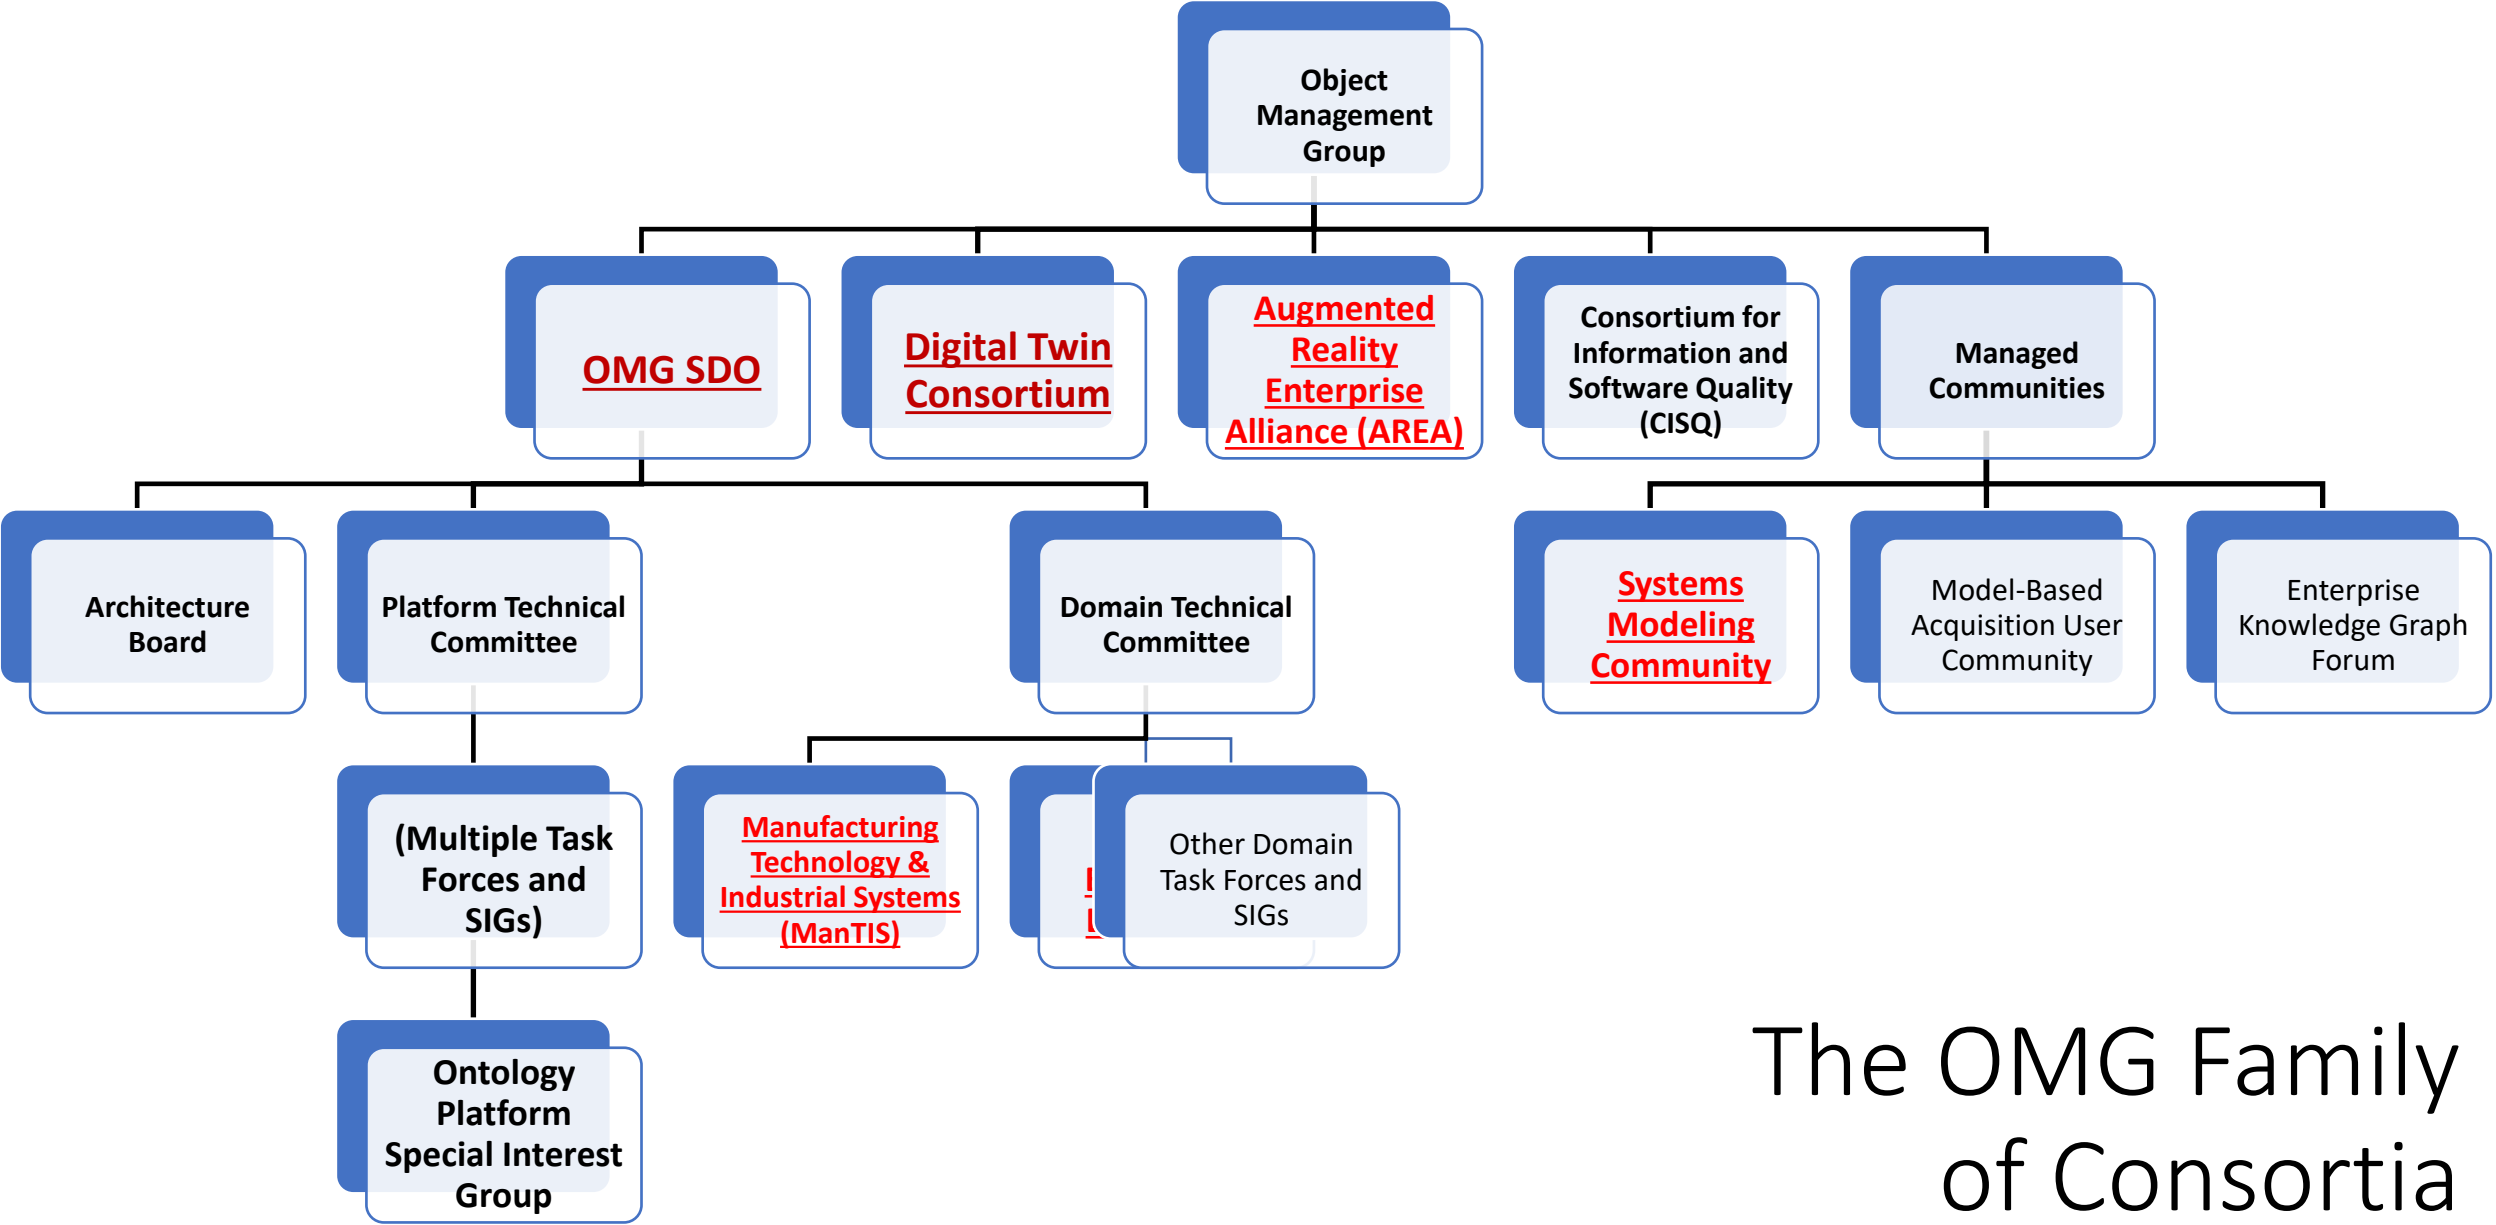 Object
Management
Group
OMG SDO
Digital Twin
Consortium
Augmented
Reality
Enterprise
Alliance (AREA)
Consortium for
Information and
Software Quality
(CISQ)
Managed
Communities
Architecture
Board
Platform Technical
Committee
Domain Technical
Committee
Systems
Modeling
Community
Model-Based
Acquisition User
Community
Enterprise
Knowledge Graph
Forum
(Multiple Task
Forces and
SIGs)
Manufacturing
Technology &
Industrial Systems
(ManTIS)
Other Domain
Task Forces and
SIGs
Ontology
Platform
Special Interest
Group
The OMG Family
of Consortia